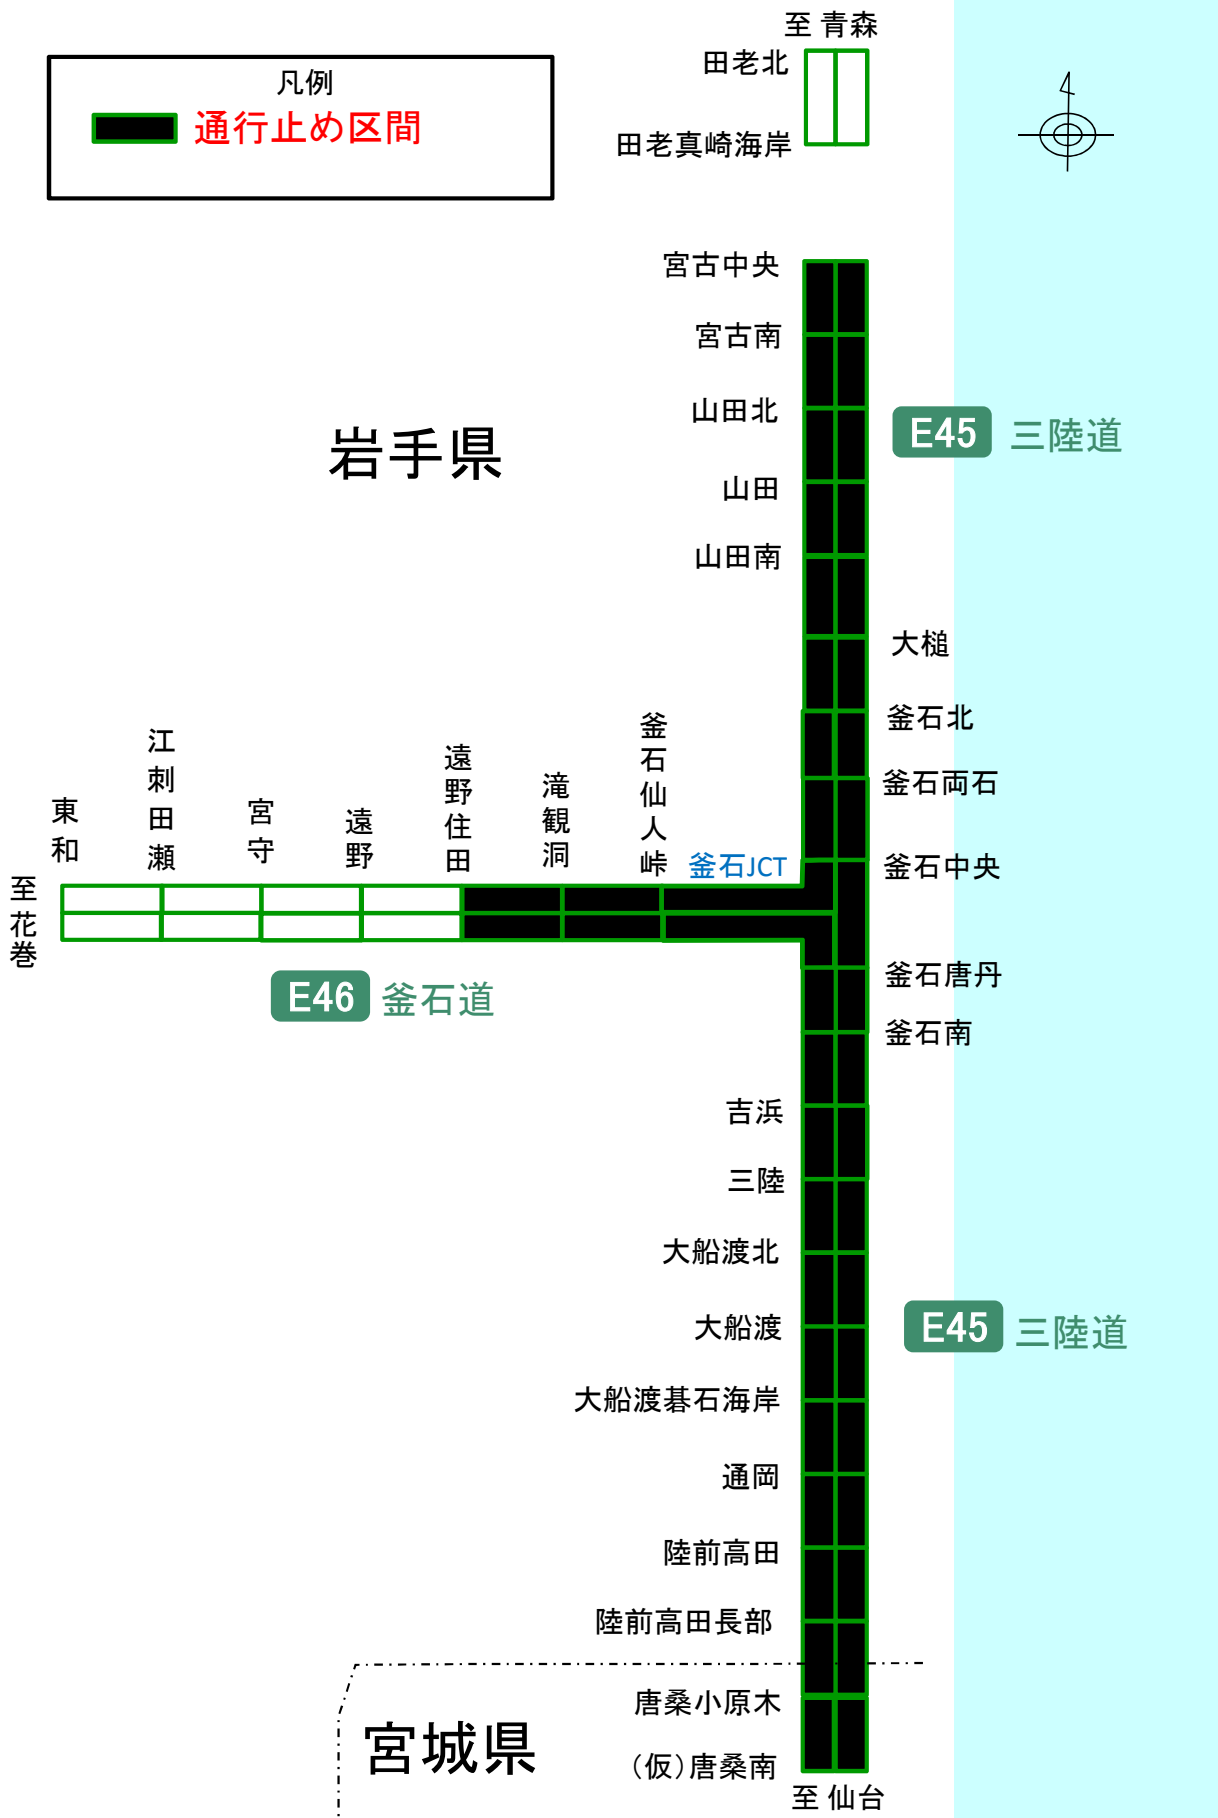 至 青森
田老北
凡例
通行止め区間
田老真崎海岸
宮古中央
宮古南
山田北
E45 三陸道
岩手県
山田
山田南
大槌
釜石北
釜石両石
釜石中央
釜石JCT
釜石仙人峠
滝観洞
遠野住田
遠野
宮守
江刺田瀬
東和
至花巻
E46 釜石道
釜石唐丹
釜石南
吉浜
三陸
大船渡北
大船渡
E45 三陸道
大船渡碁石海岸
通岡
陸前高田
陸前高田長部
唐桑小原木
宮城県
(仮)唐桑南
至 仙台